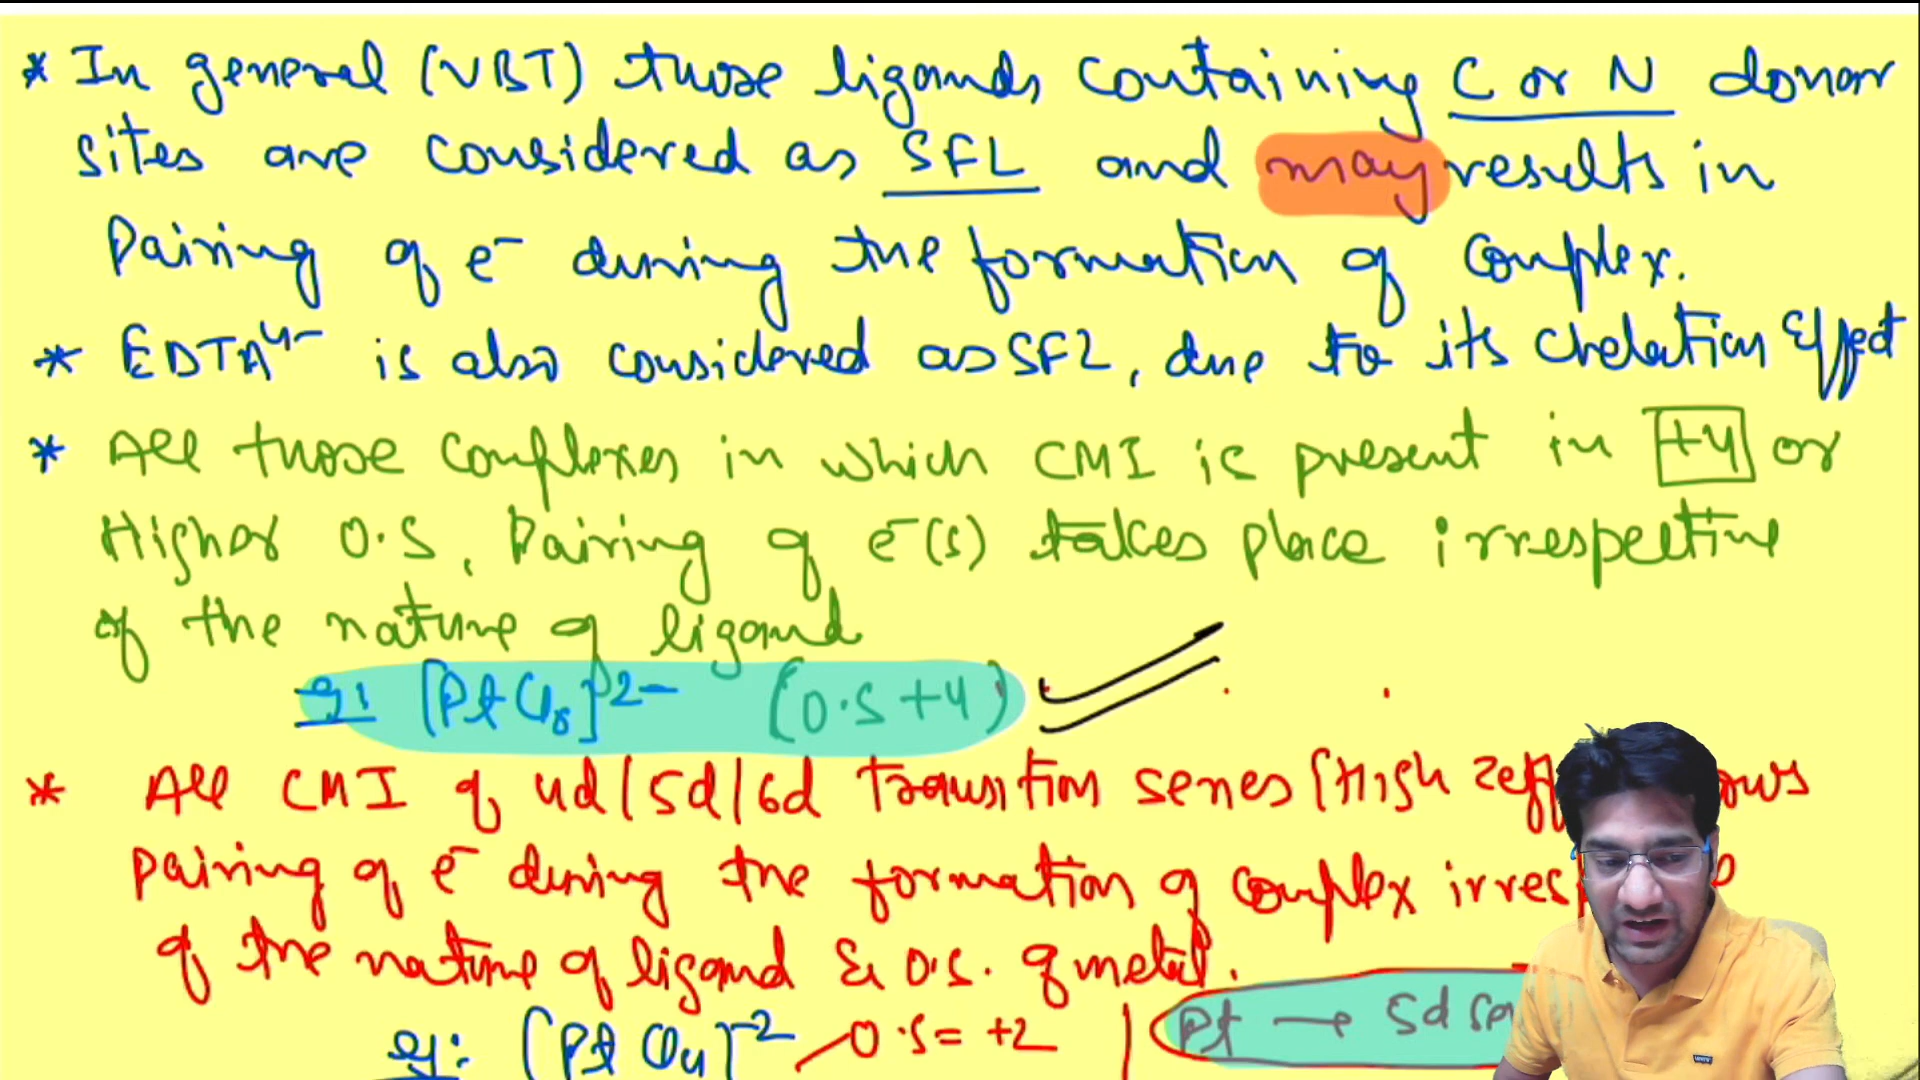 * In general (VBT) those ligands containing C or N donor
sites are considered as SFL and may results in
Pairing of e⁻ during the formation of complex.
* EDTA⁴⁻ is also considered as SFL, due to its chelation Effect
* All those complexes in which CMI is present in +4 or
Higher O.S, Pairing of e⁻(s) takes place irrespective
of the nature of ligand
eg: [PtCl₆]²⁻ (O.S +4)
* All CMI of 4d/5d/6d transition series (High Zeff
pairing of e⁻ during the formation of complex
of the nature of ligand & O.S. of metal.
eg: [PtCl₄]⁻² O.S = +2 | Pt → 5d